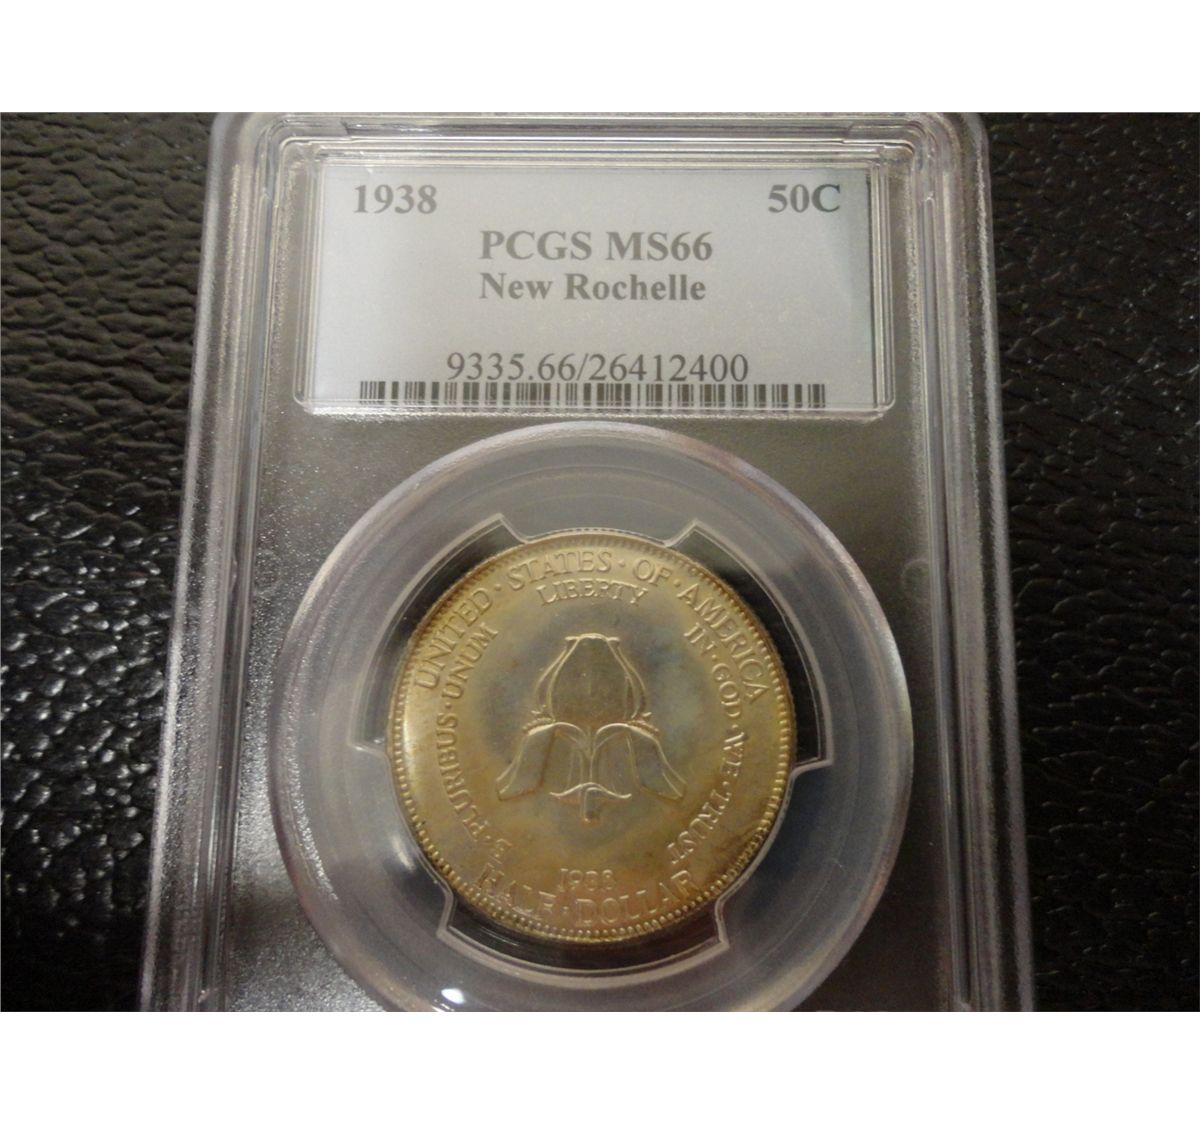 1938 50C
PCGS MS66
New Rochelle
9335.66/26412400
UNITED · STATES · OF · AMERICA
LIBERTY
E · PLURIBUS · UNUM
IN · GOD · WE · TRUST
1938
HALF · DOLLAR